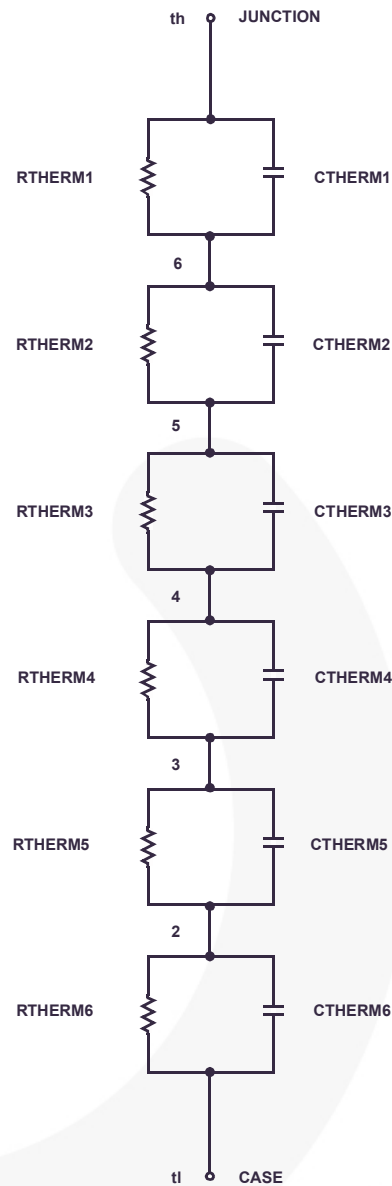 th JUNCTION
RTHERM1 CTHERM1
6
RTHERM2 CTHERM2
5
RTHERM3 CTHERM3
4
RTHERM4 CTHERM4
3
RTHERM5 CTHERM5
2
RTHERM6 CTHERM6
tl CASE